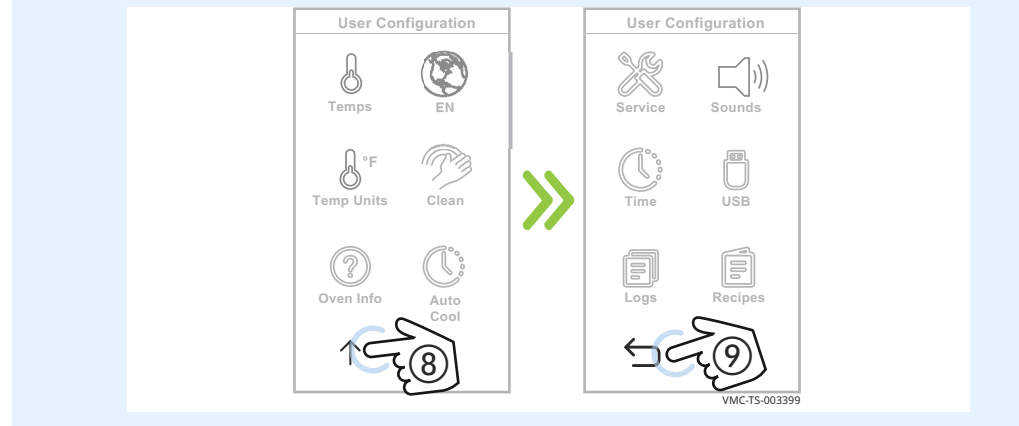 User Configuration
Temps
EN
°F
Temp Units
Clean
?
Oven Info
Auto
Cool
8
User Configuration
Service
Sounds
Time
USB
Logs
Recipes
9
VMC-TS-003399